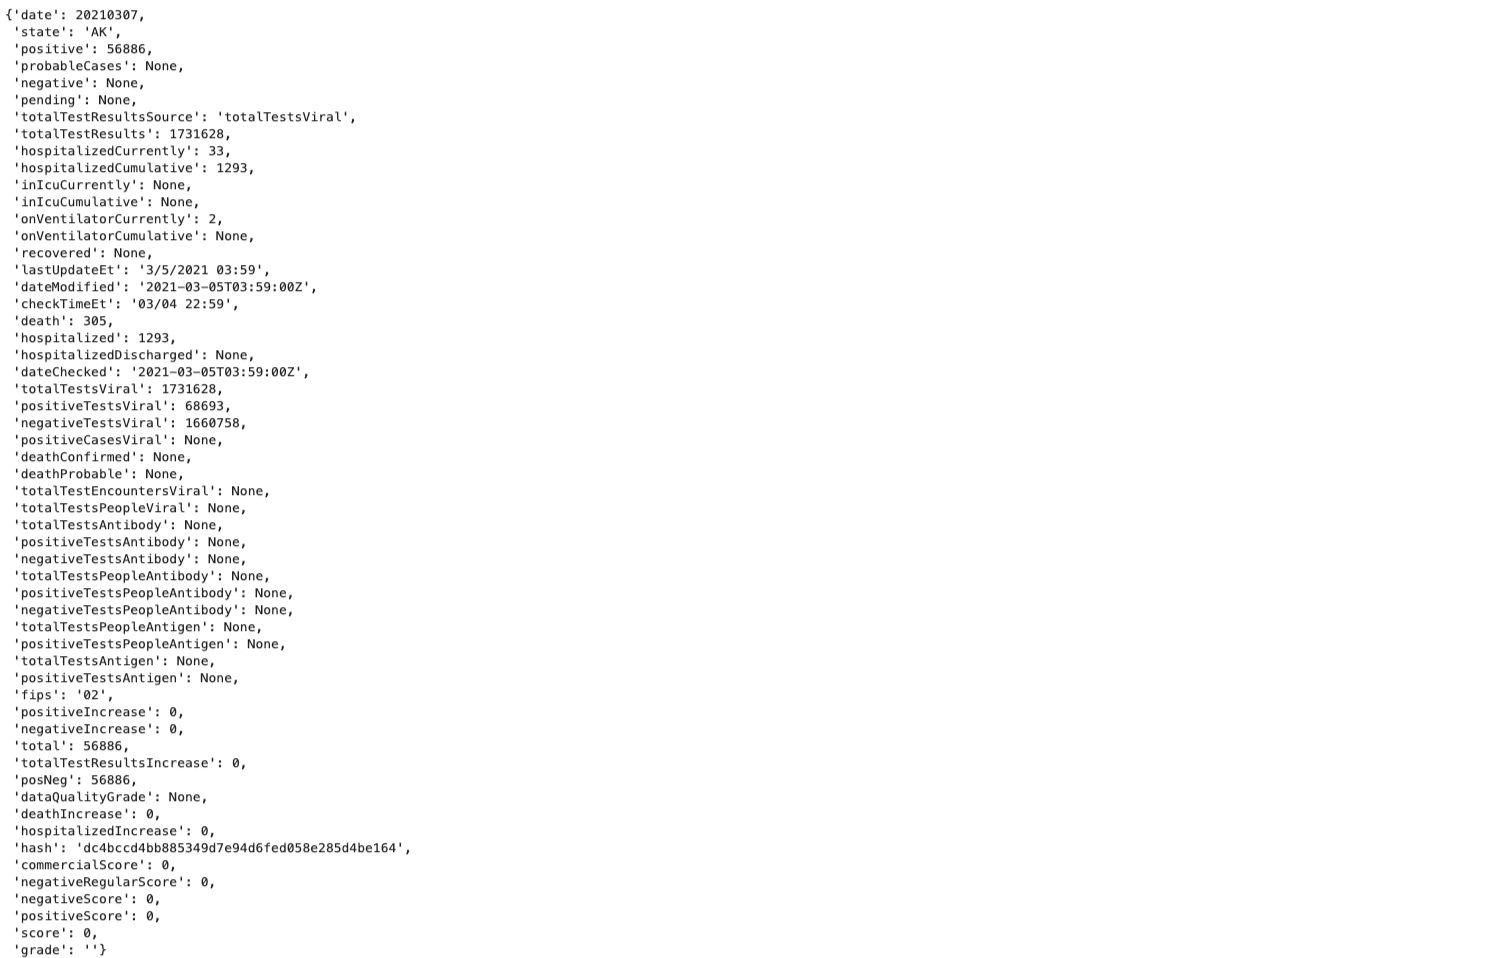 {'date': 20210307,
'state': 'AK',
'positive': 56886,
'probableCases': None,
'negative': None,
'pending': None,
'totalTestResultsSource': 'totalTestsViral',
'totalTestResults': 1731628,
'hospitalizedCurrently': 33,
'hospitalizedCumulative': 1293,
'inIcuCurrently': None,
'inIcuCumulative': None,
'onVentilatorCurrently': 2,
'onVentilatorCumulative': None,
'recovered': None,
'lastUpdateEt': '3/5/2021 03:59',
'dateModified': '2021-03-05T03:59:00Z',
'checkTimeEt': '03/04 22:59',
'death': 305,
'hospitalized': 1293,
'hospitalizedDischarged': None,
'dateChecked': '2021-03-05T03:59:00Z',
'totalTestsViral': 1731628,
'positiveTestsViral': 68693,
'negativeTestsViral': 1660758,
'positiveCasesViral': None,
'deathConfirmed': None,
'deathProbable': None,
'totalTestEncountersViral': None,
'totalTestsPeopleViral': None,
'totalTestsAntibody': None,
'positiveTestsAntibody': None,
'negativeTestsAntibody': None,
'totalTestsPeopleAntibody': None,
'positiveTestsPeopleAntibody': None,
'negativeTestsPeopleAntibody': None,
'totalTestsPeopleAntigen': None,
'positiveTestsPeopleAntigen': None,
'totalTestsAntigen': None,
'positiveTestsAntigen': None,
'fips': '02',
'positiveIncrease': 0,
'negativeIncrease': 0,
'total': 56886,
'totalTestResultsIncrease': 0,
'posNeg': 56886,
'dataQualityGrade': None,
'deathIncrease': 0,
'hospitalizedIncrease': 0,
'hash': 'dc4bccd4bb885349d7e94d6fed058e285d4be164',
'commercialScore': 0,
'negativeRegularScore': 0,
'negativeScore': 0,
'positiveScore': 0,
'score': 0,
'grade': ''}